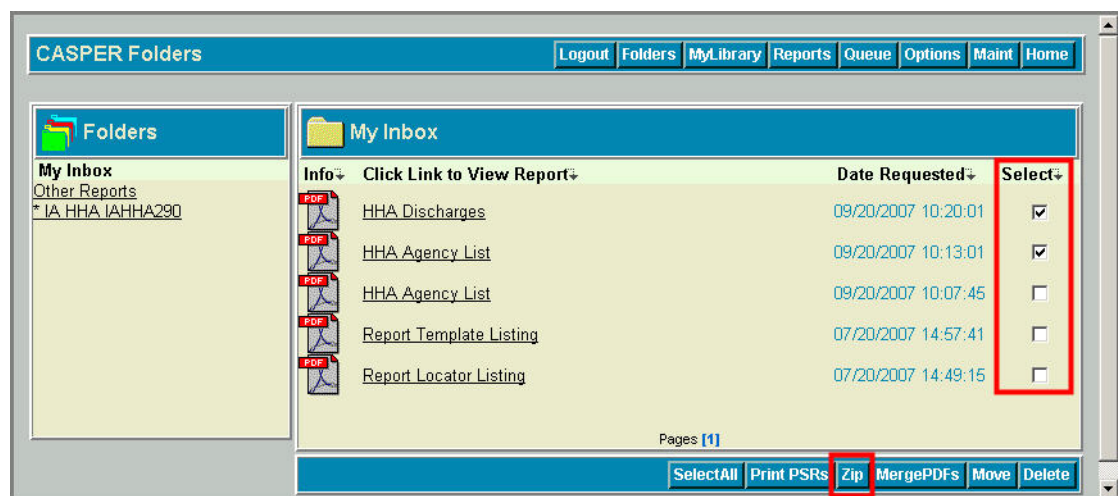 CASPER Folders
Logout Folders MyLibrary Reports Queue Options Maint Home
Folders
My Inbox
Other Reports
* IA HHA IAHHA290
My Inbox
Info Click Link to View Report Date Requested Select
PDF HHA Discharges 09/20/2007 10:20:01
PDF HHA Agency List 09/20/2007 10:13:01
PDF HHA Agency List 09/20/2007 10:07:45
PDF Report Template Listing 07/20/2007 14:57:41
PDF Report Locator Listing 07/20/2007 14:49:15
Pages [1]
SelectAll Print PSRs Zip MergePDFs Move Delete